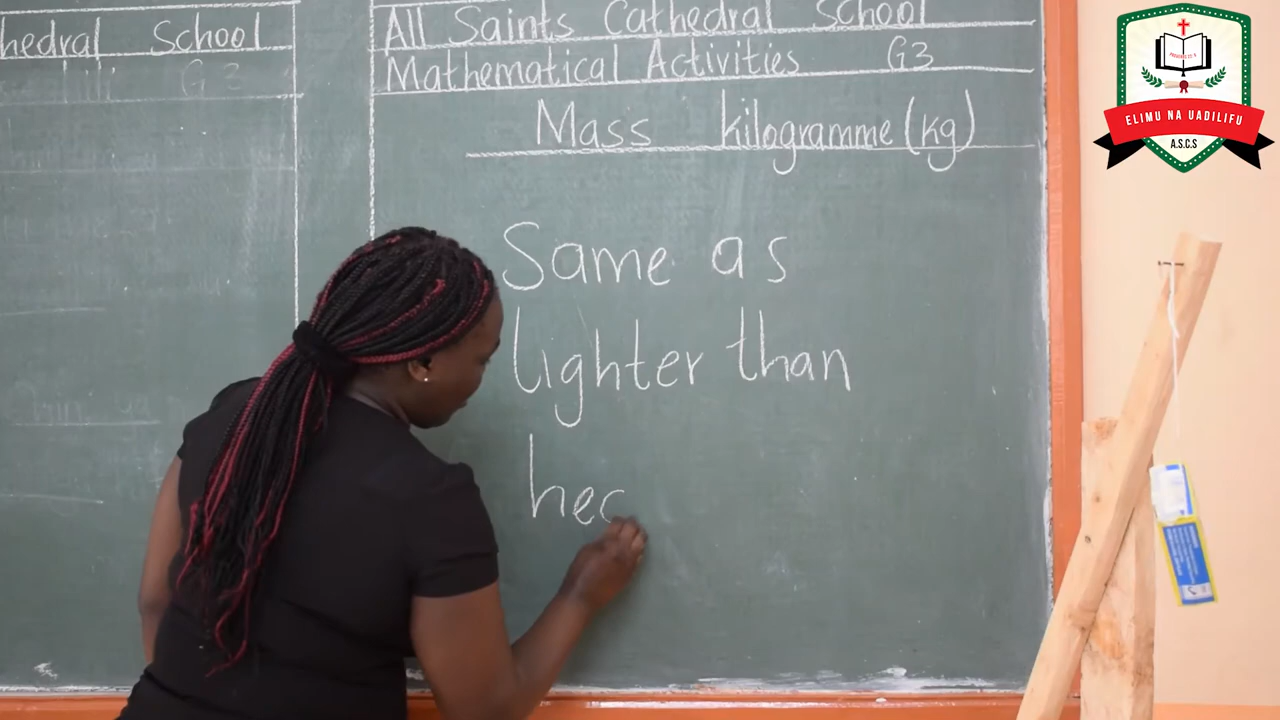 hedral School
G3
All Saints Cathedral School
Mathematical Activities G3
Mass kilogramme (kg)
Same as
lighter than
hec
ELIMU NA UADILIFU
A.S.C.S